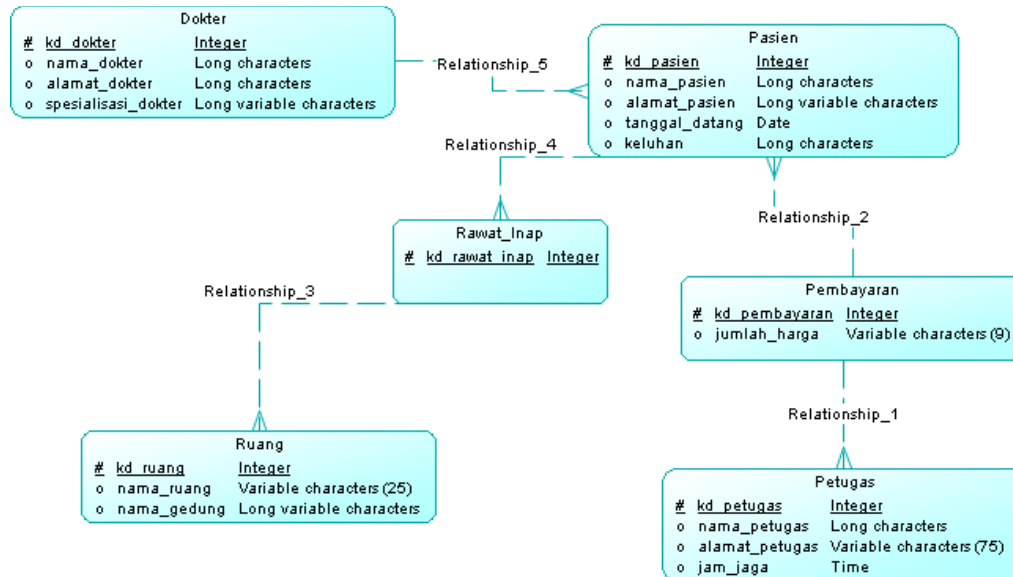 Dokter
# kd_dokter Integer
o nama_dokter Long characters
o alamat_dokter Long characters
o spesialisasi_dokter Long variable characters
Relationship_5
Pasien
# kd_pasien Integer
o nama_pasien Long characters
o alamat_pasien Long variable characters
o tanggal_datang Date
o keluhan Long characters
Relationship_4
Relationship_2
Rawat_Inap
# kd_rawat_inap Integer
Relationship_3
Pembayaran
# kd_pembayaran Integer
o jumlah_harga Variable characters (9)
Relationship_1
Ruang
# kd_ruang Integer
o nama_ruang Variable characters (25)
o nama_gedung Long variable characters
Petugas
# kd_petugas Integer
o nama_petugas Long characters
o alamat_petugas Variable characters (75)
o jam_jaga Time